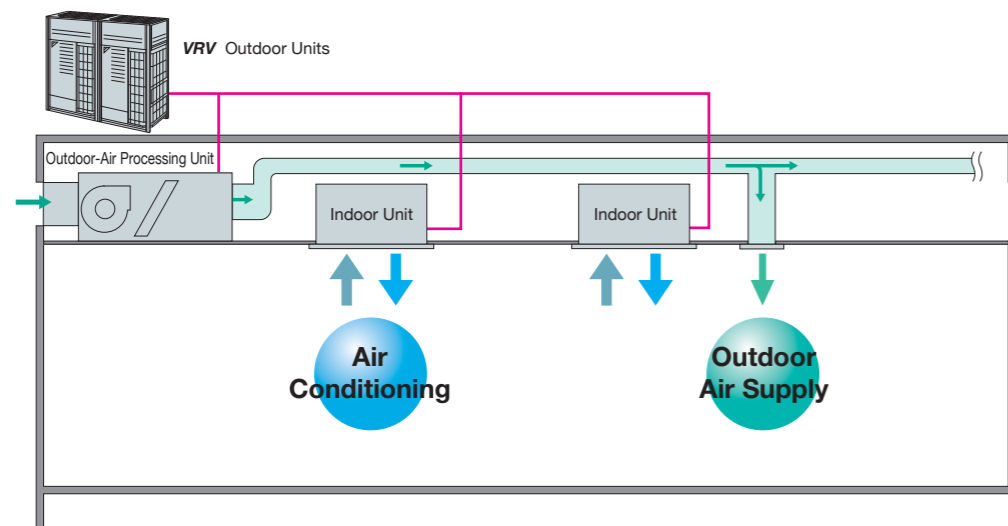 VRV Outdoor Units
Outdoor-Air Processing Unit
Indoor Unit
Indoor Unit
Air
Conditioning
Outdoor
Air Supply